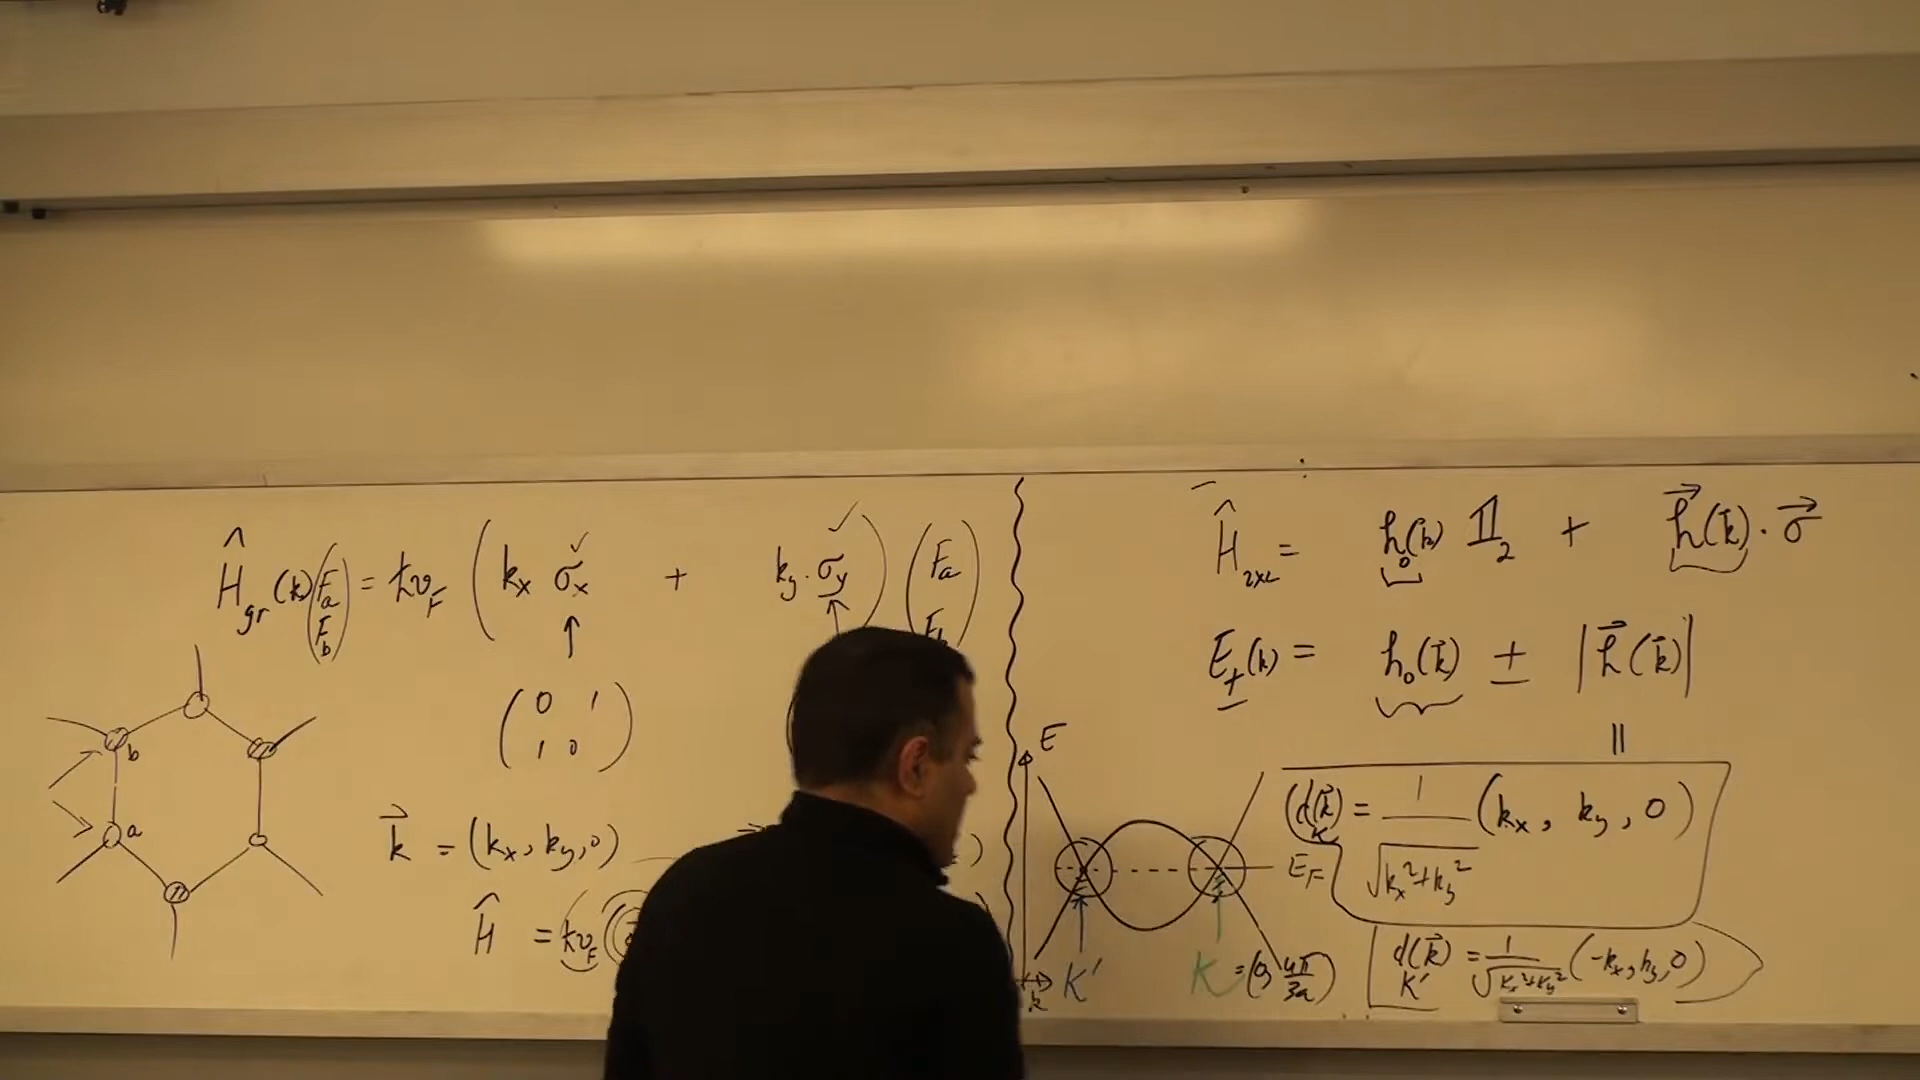 Ĥ_gr (k) (F_a F_b) = ħv_F ( k_x σ_x + k_y · σ_y ) ( F_a F_b )
( 0 1
1 0 )
b
a
k⃗ = (k_x, k_y, 0)
Ĥ = ħv_F
Ĥ_2x2 = h_0(k⃗) 𝟙_2 + h⃗(k⃗) · σ⃗
E_±(k) = h_0(k⃗) ± |h⃗(k⃗)|
=
E
E_F
k
K'
K = (0, 4π/3a)
d(k⃗)_K = 1/√(k_x² + k_y²) (k_x, k_y, 0)
d(k⃗)_K' = 1/√(k_x² + k_y²) (-k_x, k_y, 0)